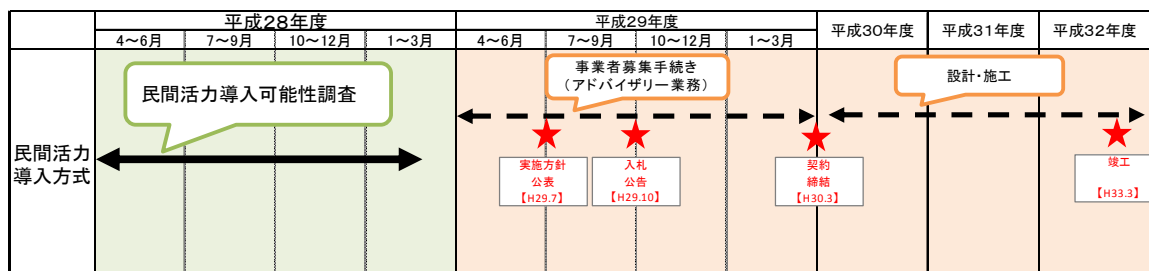 平成28年度
平成29年度
平成30年度
平成31年度
平成32年度
4～6月
7～9月
10～12月
1～3月
4～6月
7～9月
10～12月
1～3月
民間活力
導入方式
民間活力導入可能性調査
事業者募集手続き
（アドバイザリー業務）
設計・施工
実施方針
公表
【H29.7】
入札
公告
【H29.10】
契約
締結
【H30.3】
竣工
【H33.3】